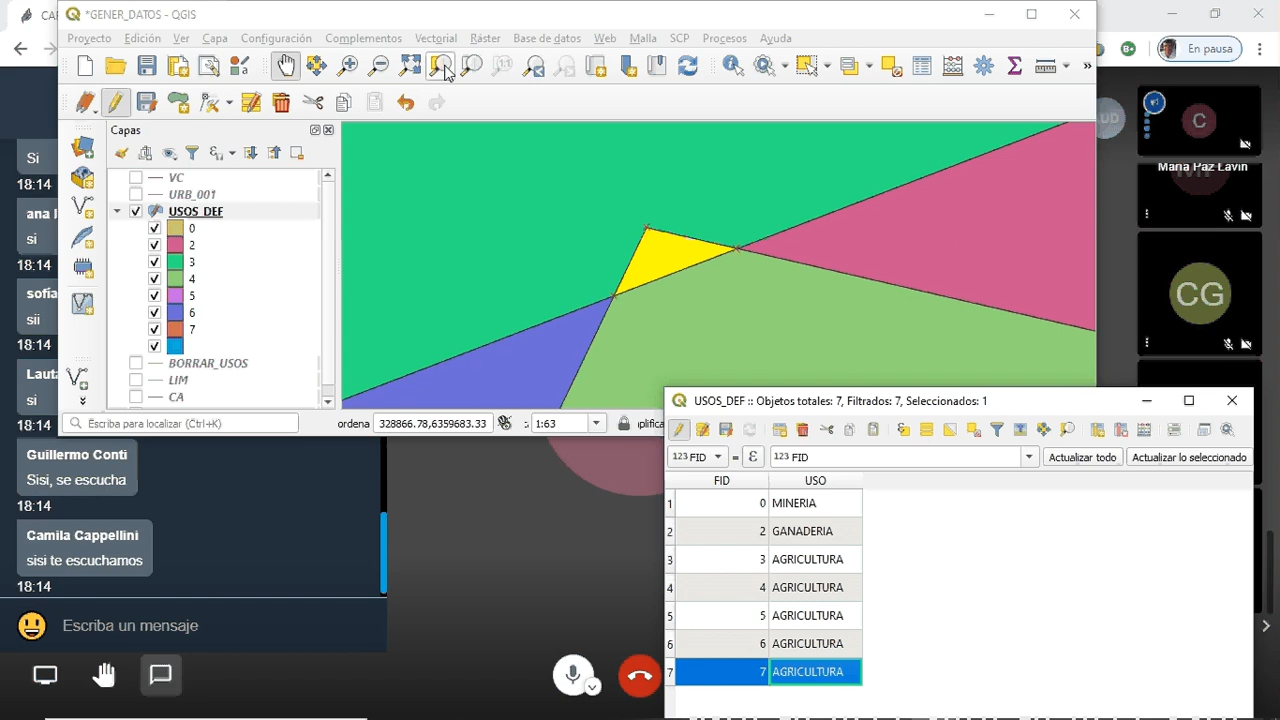 CA
*GENER_DATOS - QGIS
Proyecto Edición Ver Capa Configuración Complementos Vectorial Ráster Base de datos Web Malla SCP Procesos Ayuda
En pausa
»
Capas
VC
URB_001
USOS_DEF
0
2
3
4
5
6
7
BORRAR_USOS
LIM
CA
Escribe para localizar (Ctrl+K)
ordena 328866.78,6359683.33 1:63 plifica
Si
18:14
ana l
si
18:14
sofía
sii
18:14
Lauta
si
18:14
Guillermo Conti
Sisi, se escucha
18:14
Camila Cappellini
sisi te escuchamos
18:14
Escriba un mensaje
UD
C
Maria Paz Lavin
CG
USOS_DEF :: Objetos totales: 7, Filtrados: 7, Seleccionados: 1
123 FID = ε 123 FID Actualizar todo Actualizar lo seleccionado
FID USO
1 0 MINERIA
2 2 GANADERIA
3 3 AGRICULTURA
4 4 AGRICULTURA
5 5 AGRICULTURA
6 6 AGRICULTURA
7 7 AGRICULTURA